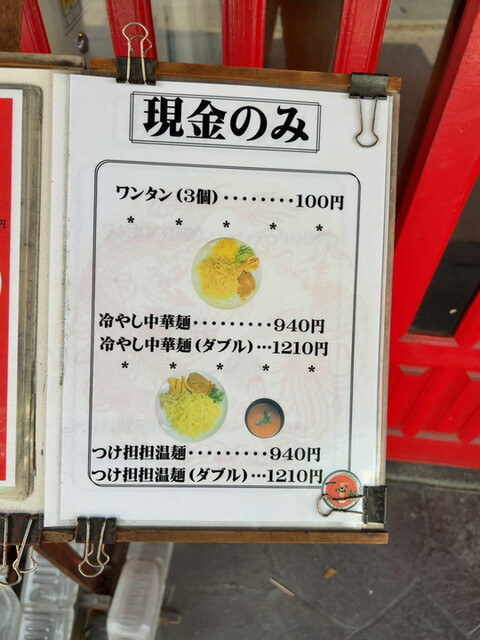 現金のみ
ワンタン(3個)········100円
* * * * *
冷やし中華麺·········940円
冷やし中華麺(ダブル)…1210円
* * * * *
つけ担担温麺·········940円
つけ担担温麺(ダブル)…1210円
円